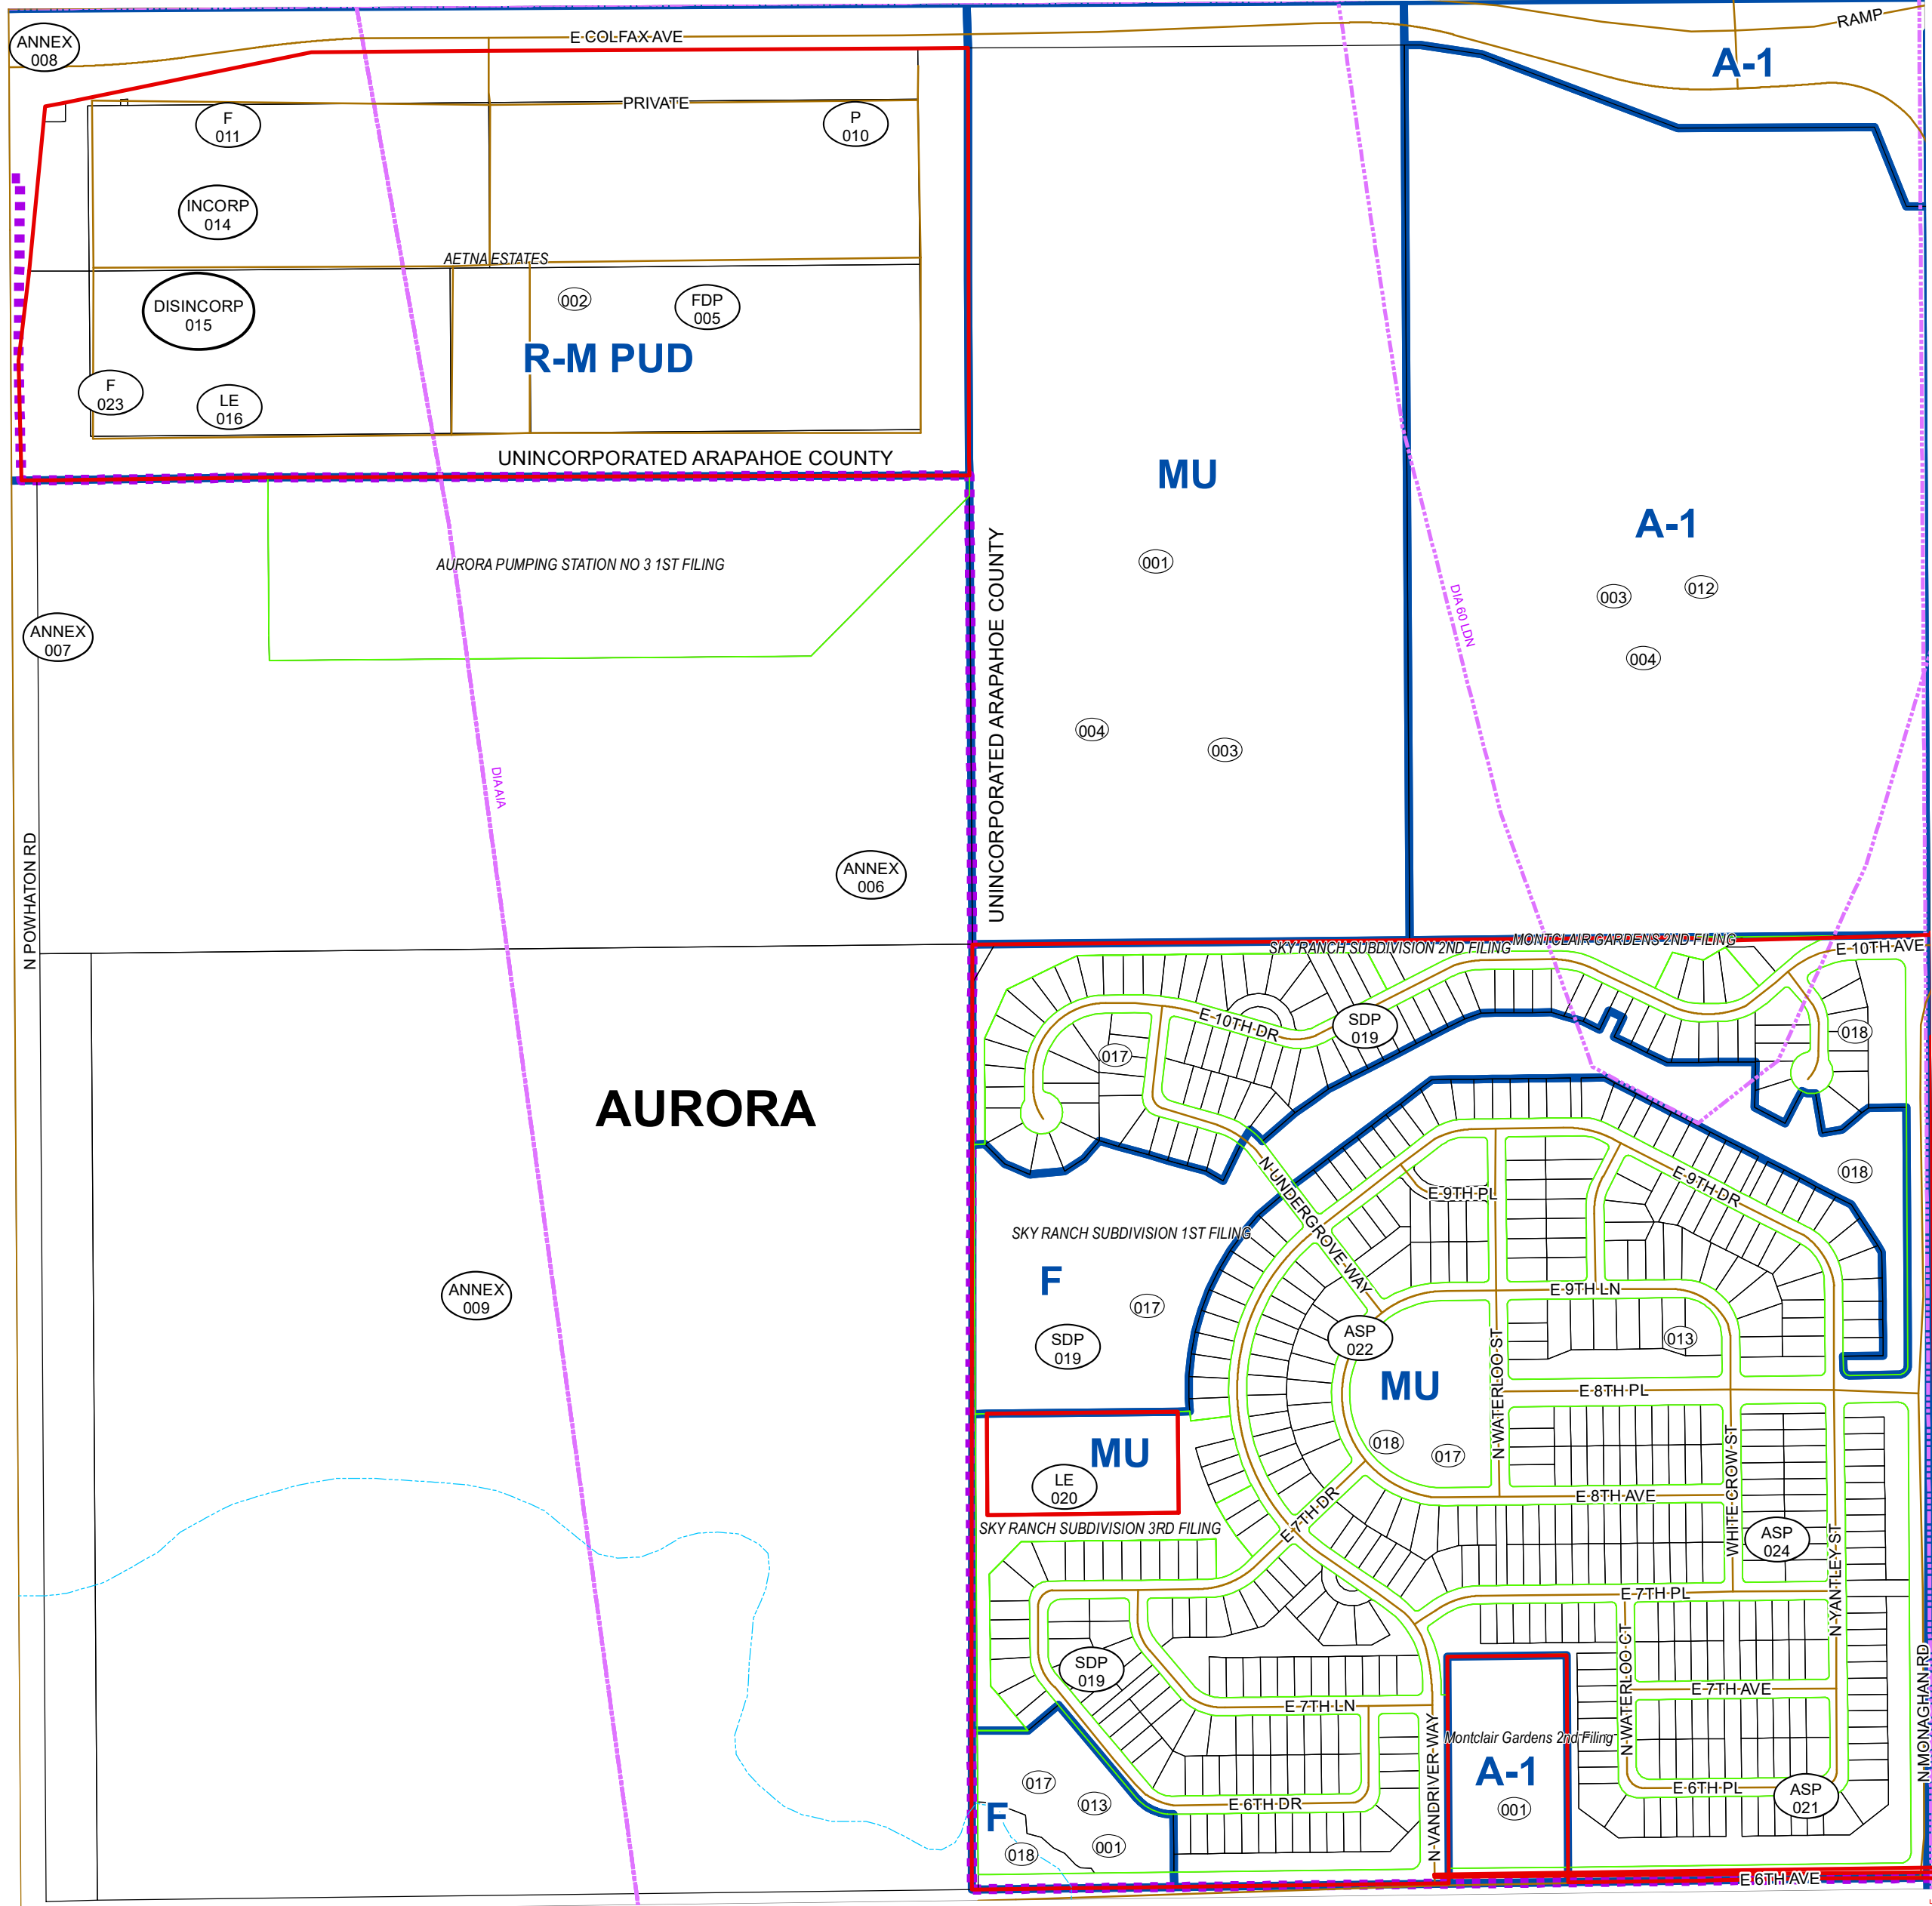 RAMP
ANNEX
008
E COLFAX AVE
A-1
PRIVATE
F
011
P
010
INCORP
014
AETNA ESTATES
DISINCORP
015
002
FDP
005
R-M PUD
F
023
LE
016
UNINCORPORATED ARAPAHOE COUNTY
MU
A-1
AURORA PUMPING STATION NO 3 1ST FILING
001
UNINCORPORATED ARAPAHOE COUNTY
DIA 60 LDN
003
012
004
ANNEX
007
004
003
DIA AIA
N POWHATON RD
ANNEX
006
SKY RANCH SUBDIVISION 2ND FILING
MONTCLAIR GARDENS 2ND FILING
E 10TH AVE
E 10TH DR
SDP
019
018
017
AURORA
N UNDERGROVE WAY
E 9TH PL
E 9TH DR
018
SKY RANCH SUBDIVISION 1ST FILING
F
017
SDP
019
ANNEX
009
E 9TH LN
ASP
022
013
MU
N WATERLOO ST
E 8TH PL
018
017
MU
LE
020
E 8TH AVE
WHITE CROW ST
SKY RANCH SUBDIVISION 3RD FILING
E 7TH DR
ASP
024
N YANTLEY ST
E 7TH PL
SDP
019
N WATERLOO CT
E 7TH AVE
N MONAGHAN RD
E 7TH LN
N VANDRIVER WAY
Montclair Gardens 2nd Filing
A-1
001
E 6TH PL
ASP
021
017
013
F
E 6TH DR
018
001
E 6TH AVE